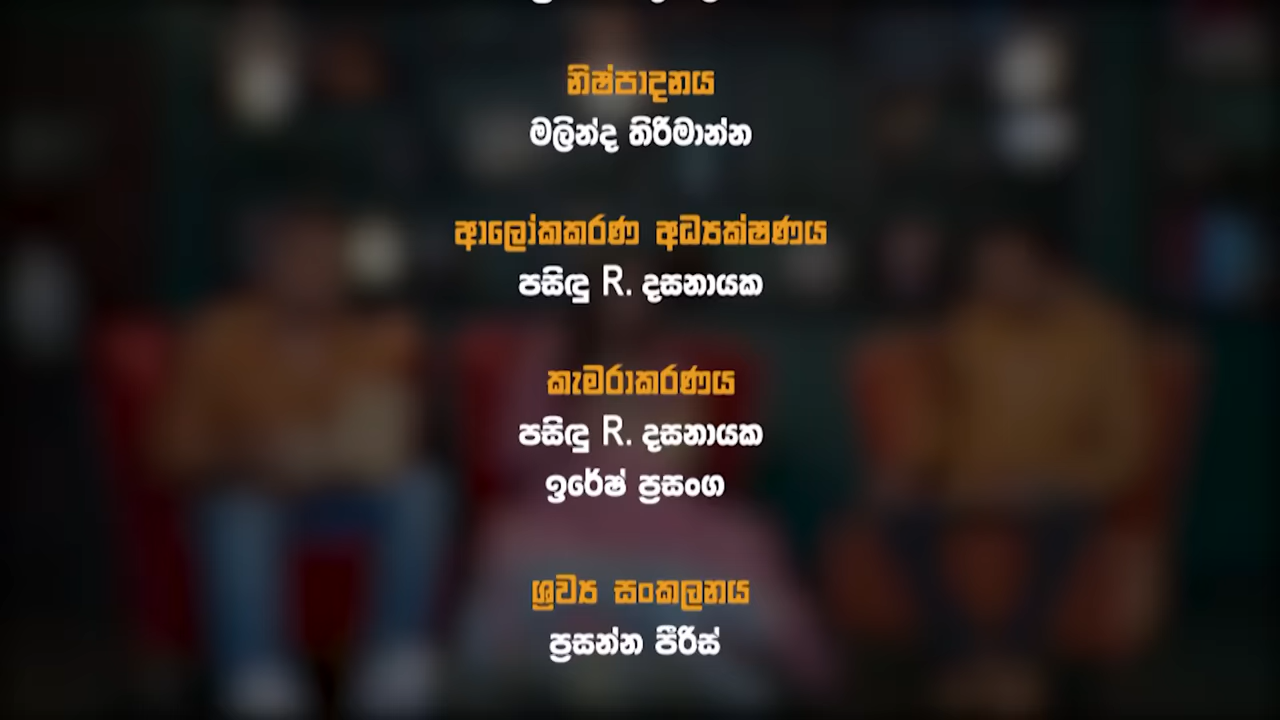 නිෂ්පාදනය
මලින්ද තිරිමාන්න
ආලෝකකරණ අධ්‍යක්ෂණය
පසිඳු R. දසනායක
කැමරාකරණය
පසිඳු R. දසනායක
ඉරේෂ් ප්‍රසංග
ශ්‍රව්‍ය සංකලනය
ප්‍රසන්න පීරිස්